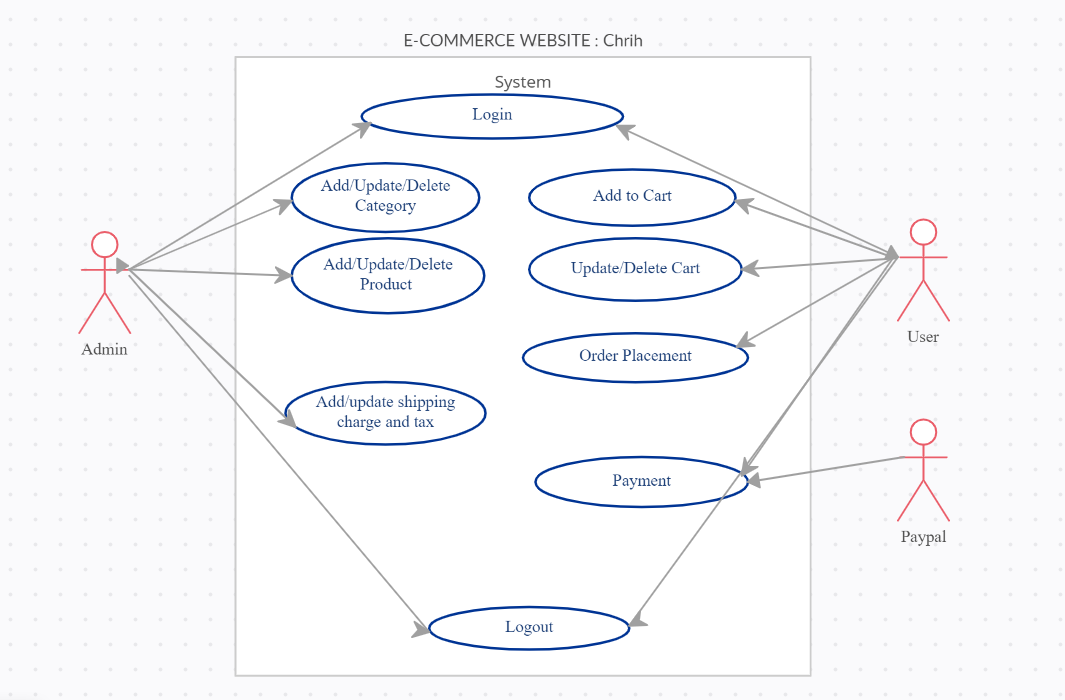 E-COMMERCE WEBSITE : Chrih
System
Login
Add/Update/Delete
Category
Add to Cart
Add/Update/Delete
Product
Update/Delete Cart
Admin
User
Order Placement
Add/update shipping
charge and tax
Payment
Paypal
Logout